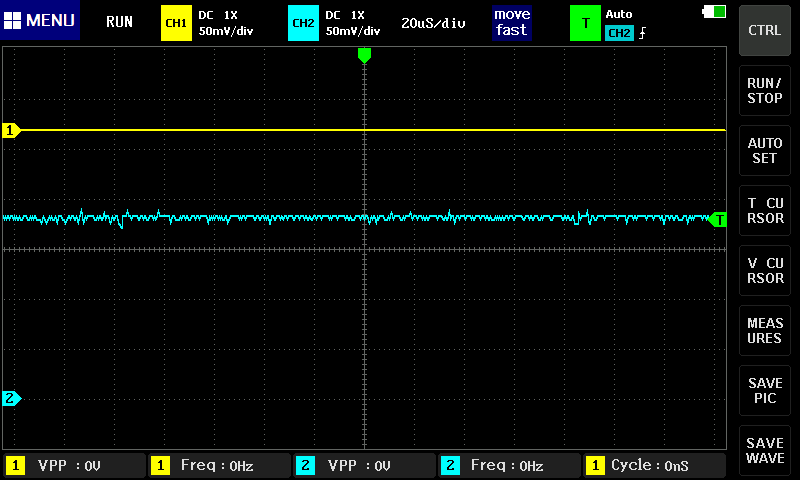 MENU
RUN
CH1
DC 1X
50mV/div
CH2
DC 1X
50mV/div
20uS/div
move
fast
T
Auto
CH2
CTRL
RUN/
STOP
AUTO
SET
T CU
RSOR
V CU
RSOR
MEAS
URES
SAVE
PIC
SAVE
WAVE
1
T
2
1 VPP :0V
1 Freq :0Hz
2 VPP :0V
2 Freq :0Hz
1 Cycle :0nS